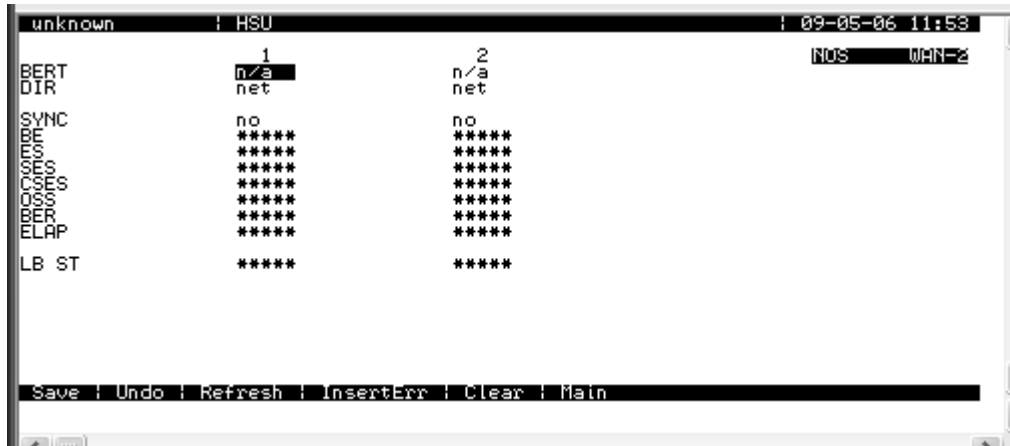 unknown ¦ HSU ¦ 09-05-06 11:53
1 2 NOS WAN-2
BERT n/a n/a
DIR net net
SYNC no no
BE ***** *****
ES ***** *****
SES ***** *****
CSES ***** *****
OSS ***** *****
BER ***** *****
ELAP ***** *****
LB ST ***** *****
Save ¦ Undo ¦ Refresh ¦ InsertErr ¦ Clear ¦ Main